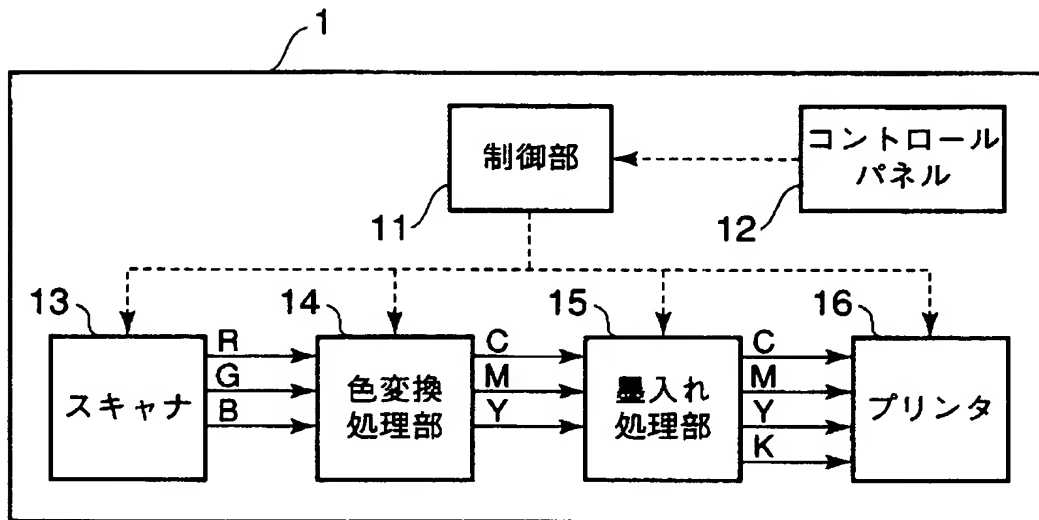 1
制御部
コントロール
パネル
11
12
13
14
15
16
スキャナ
R
G
B
色変換
処理部
C
M
Y
墨入れ
処理部
C
M
Y
K
プリンタ